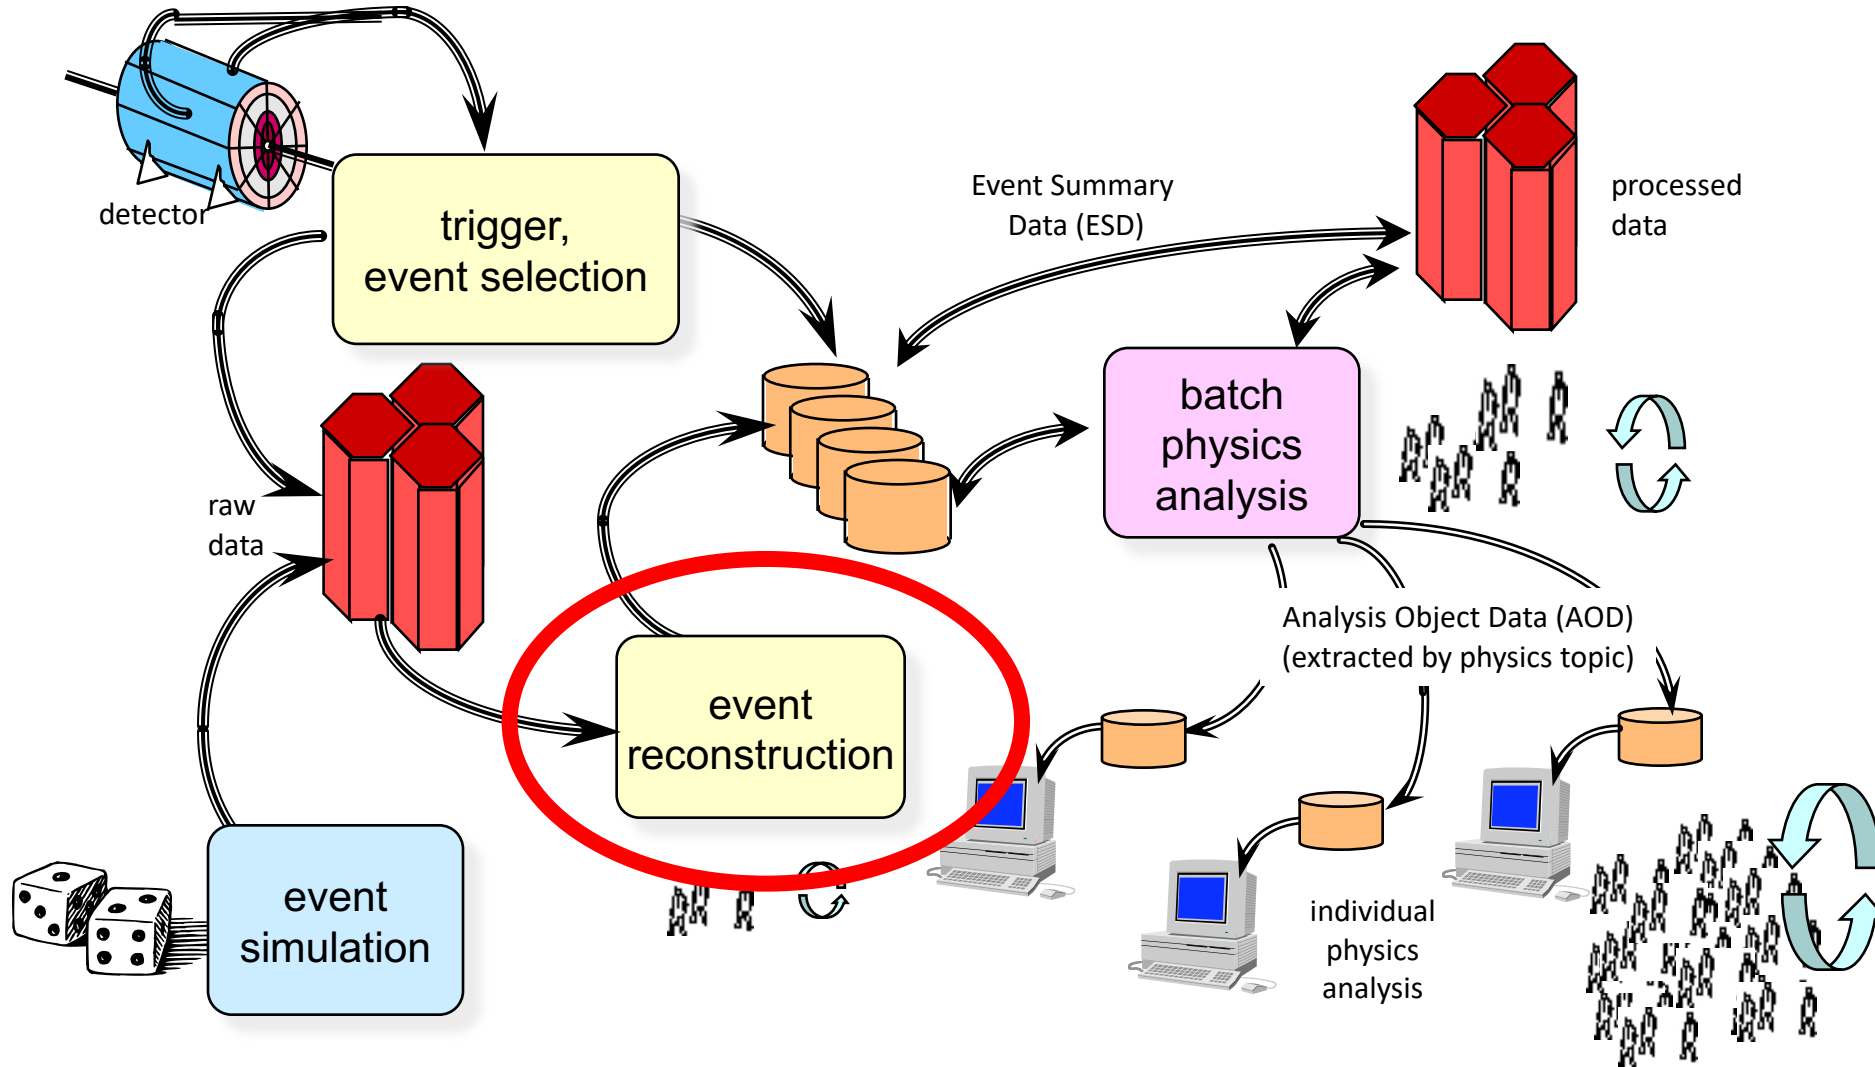 detector
trigger,
event selection
Event Summary
Data (ESD)
processed
data
raw
data
batch
physics
analysis
Analysis Object Data (AOD)
(extracted by physics topic)
event
reconstruction
event
simulation
individual
physics
analysis